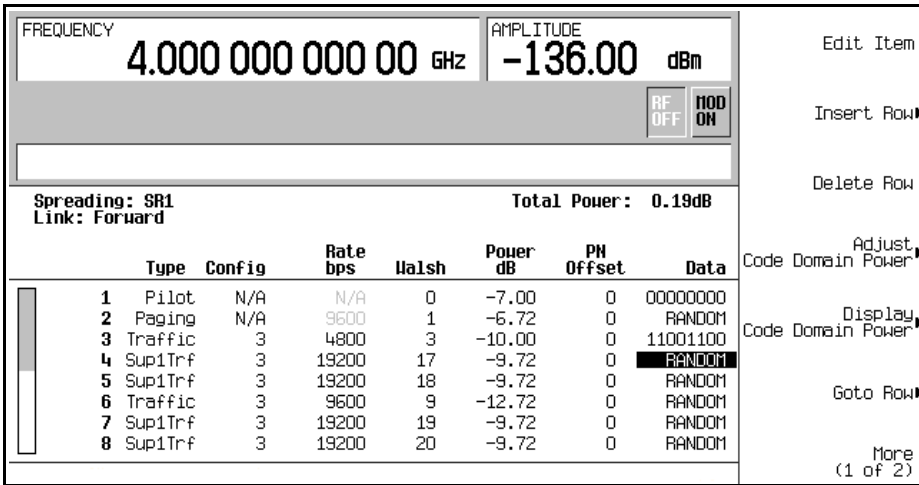 FREQUENCY
4.000 000 000 00 GHz
AMPLITUDE
-136.00 dBm
RF OFF
MOD ON
Spreading: SR1
Link: Forward
Total Power: 0.19dB
Type Config Rate bps Walsh Power dB PN Offset Data
1 Pilot N/A N/A 0 -7.00 0 00000000
2 Paging N/A 9600 1 -6.72 0 RANDOM
3 Traffic 3 4800 3 -10.00 0 11001100
4 Sup1Trf 3 19200 17 -9.72 0 RANDOM
5 Sup1Trf 3 19200 18 -9.72 0 RANDOM
6 Traffic 3 9600 9 -12.72 0 RANDOM
7 Sup1Trf 3 19200 19 -9.72 0 RANDOM
8 Sup1Trf 3 19200 20 -9.72 0 RANDOM
Edit Item
Insert Row
Delete Row
Adjust
Code Domain Power
Display
Code Domain Power
Goto Row
More
(1 of 2)